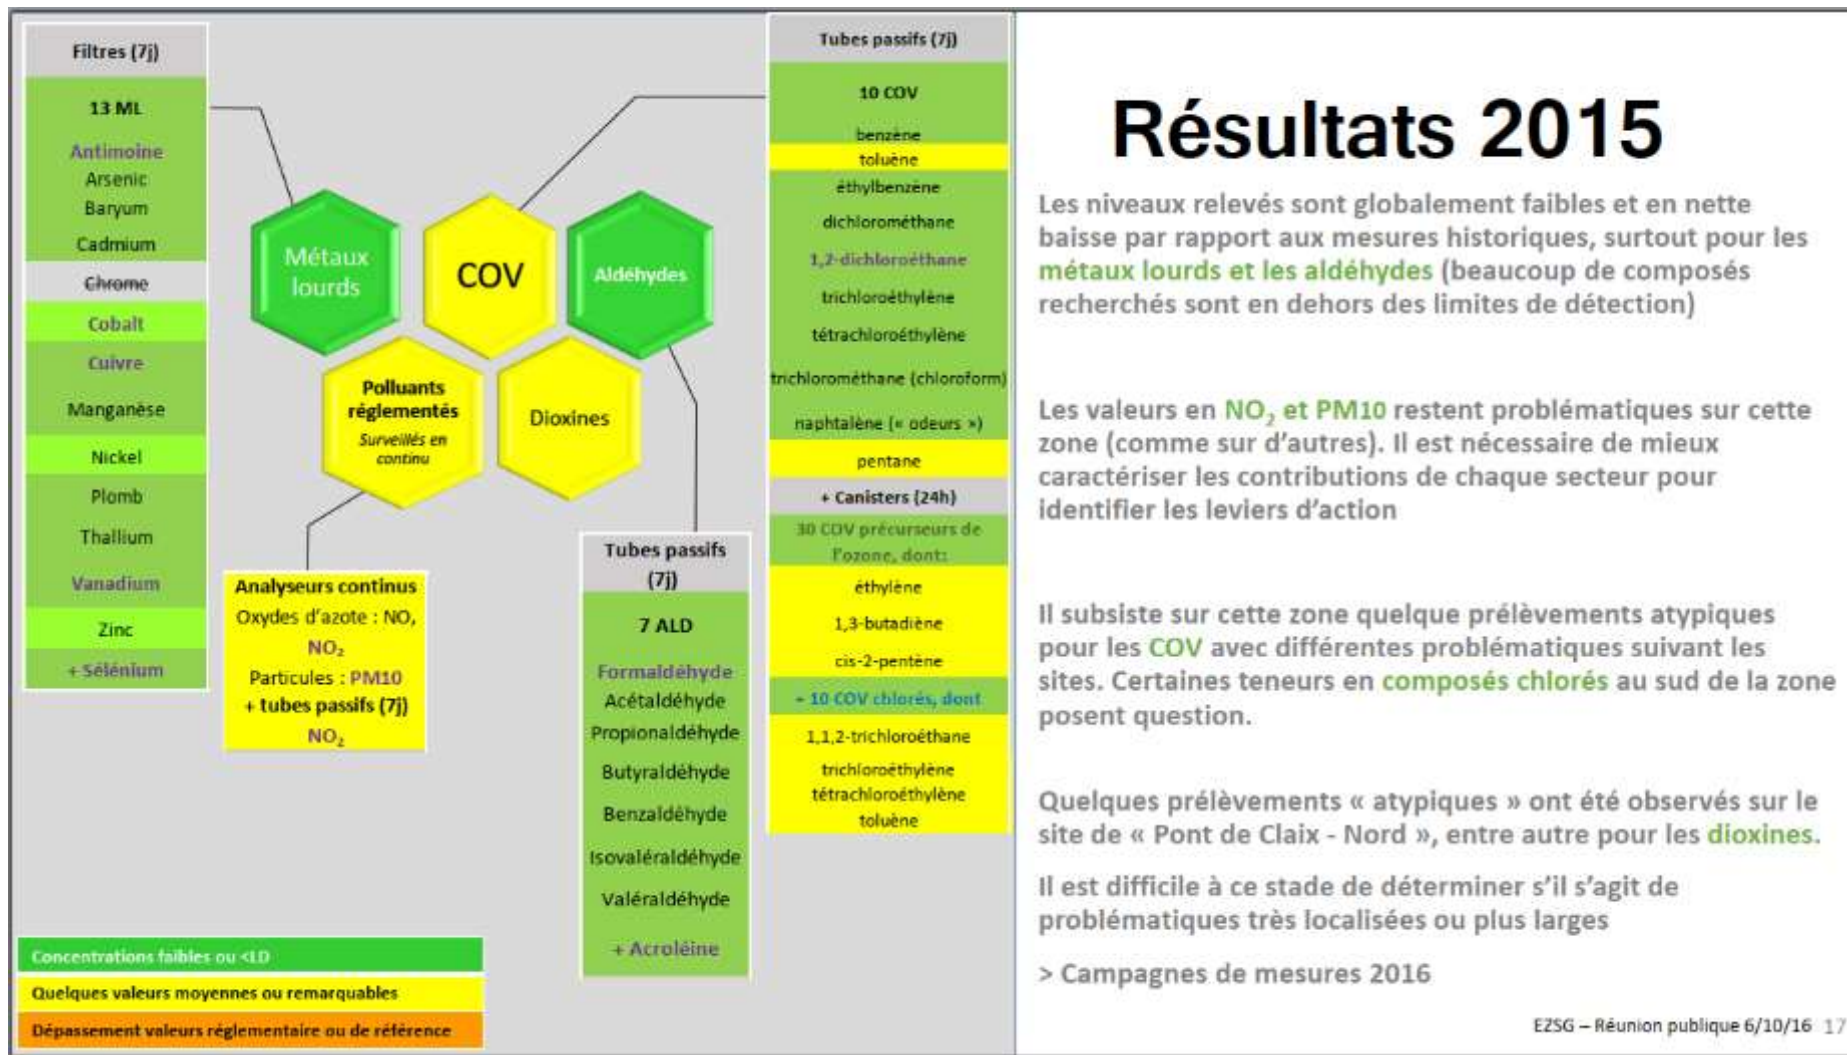 Filtres (7j)
13 ML
Antimoine
Arsenic
Baryum
Cadmium
Chrome
Cobalt
Cuivre
Manganèse
Nickel
Plomb
Thallium
Vanadium
Zinc
+ Sélénium
Métaux
lourds
COV
Aldéhydes
Polluants
réglementés
Surveillés en
continu
Dioxines
Analyseurs continus
Oxydes d'azote : NO,
NO₂
Particules : PM10
+ tubes passifs (7j)
NO₂
Tubes passifs
(7j)
7 ALD
Formaldéhyde
Acétaldéhyde
Propionaldéhyde
Butyraldéhyde
Benzaldéhyde
Isovaléraldéhyde
Valéraldéhyde
+ Acroléine
Tubes passifs (7j)
10 COV
benzène
toluène
éthylbenzène
dichlorométhane
1,2-dichloroéthane
trichloroéthylène
tétrachloroéthylène
trichlorométhane (chloroform)
naphtalène (« odeurs »)
pentane
+ Canisters (24h)
30 COV précurseurs de
l'ozone, dont:
éthylène
1,3-butadiène
cis-2-pentène
+ 10 COV chlorés, dont
1,1,2-trichloroéthane
trichloroéthylène
tétrachloroéthylène
toluène
Concentrations faibles ou <LD
Quelques valeurs moyennes ou remarquables
Dépassement valeurs réglementaire ou de référence
Résultats 2015
Les niveaux relevés sont globalement faibles et en nette
baisse par rapport aux mesures historiques, surtout pour les
métaux lourds et les aldéhydes (beaucoup de composés
recherchés sont en dehors des limites de détection)
Les valeurs en NO₂ et PM10 restent problématiques sur cette
zone (comme sur d'autres). Il est nécessaire de mieux
caractériser les contributions de chaque secteur pour
identifier les leviers d'action
Il subsiste sur cette zone quelque prélèvements atypiques
pour les COV avec différentes problématiques suivant les
sites. Certaines teneurs en composés chlorés au sud de la zone
posent question.
Quelques prélèvements « atypiques » ont été observés sur le
site de « Pont de Claix - Nord », entre autre pour les dioxines.
Il est difficile à ce stade de déterminer s'il s'agit de
problématiques très localisées ou plus larges
> Campagnes de mesures 2016
EZSG – Réunion publique 6/10/16 17